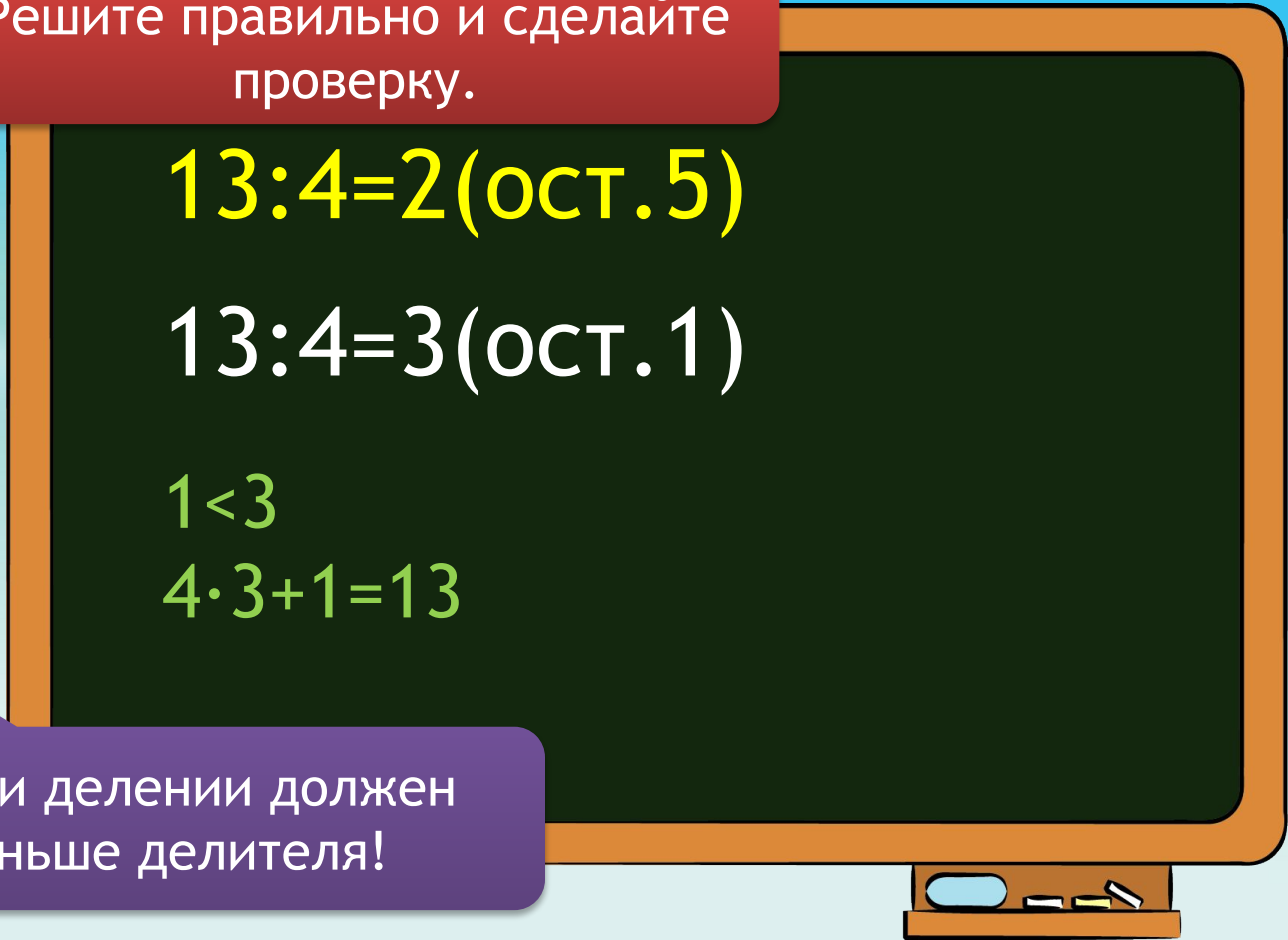 Решите правильно и сделайте
проверку.
13:4=2(ост.5)
13:4=3(ост.1)
1<3
4·3+1=13
и делении должен
ньше делителя!